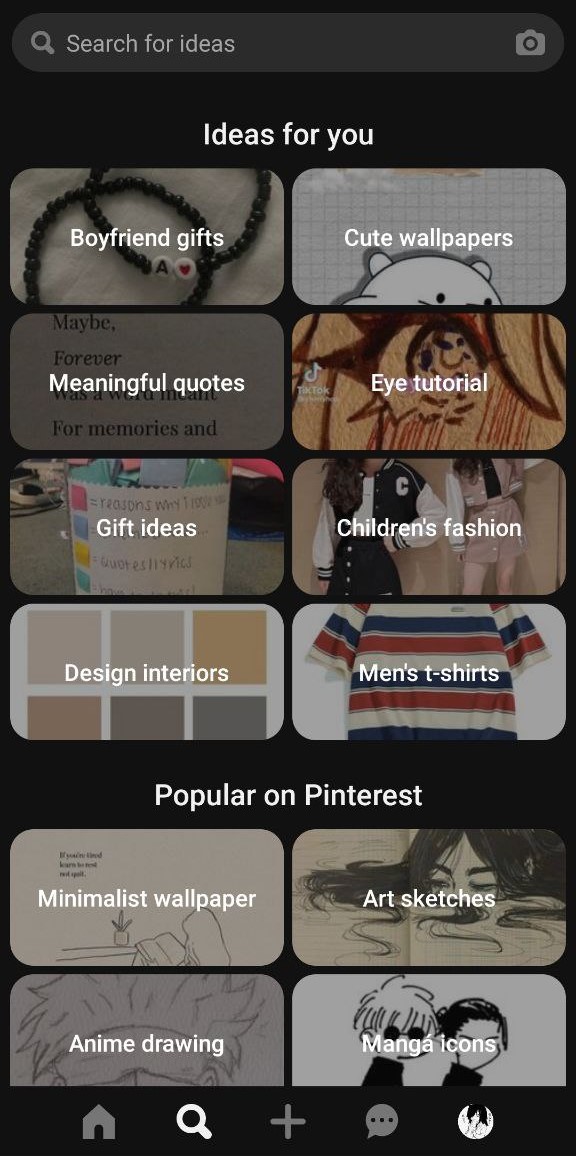 Search for ideas
Ideas for you
Boyfriend gifts
A
Cute wallpapers
Maybe,
Forever
Meaningful quotes
Was a word meant
For memories and
Eye tutorial
TikTok
= reasons why I love you
Gift ideas
= quotes/lyrics
Children's fashion
C
Design interiors
Men's t-shirts
Popular on Pinterest
If you're tired
learn to rest
not quit.
Minimalist wallpaper
Art sketches
Anime drawing
Mangá icons